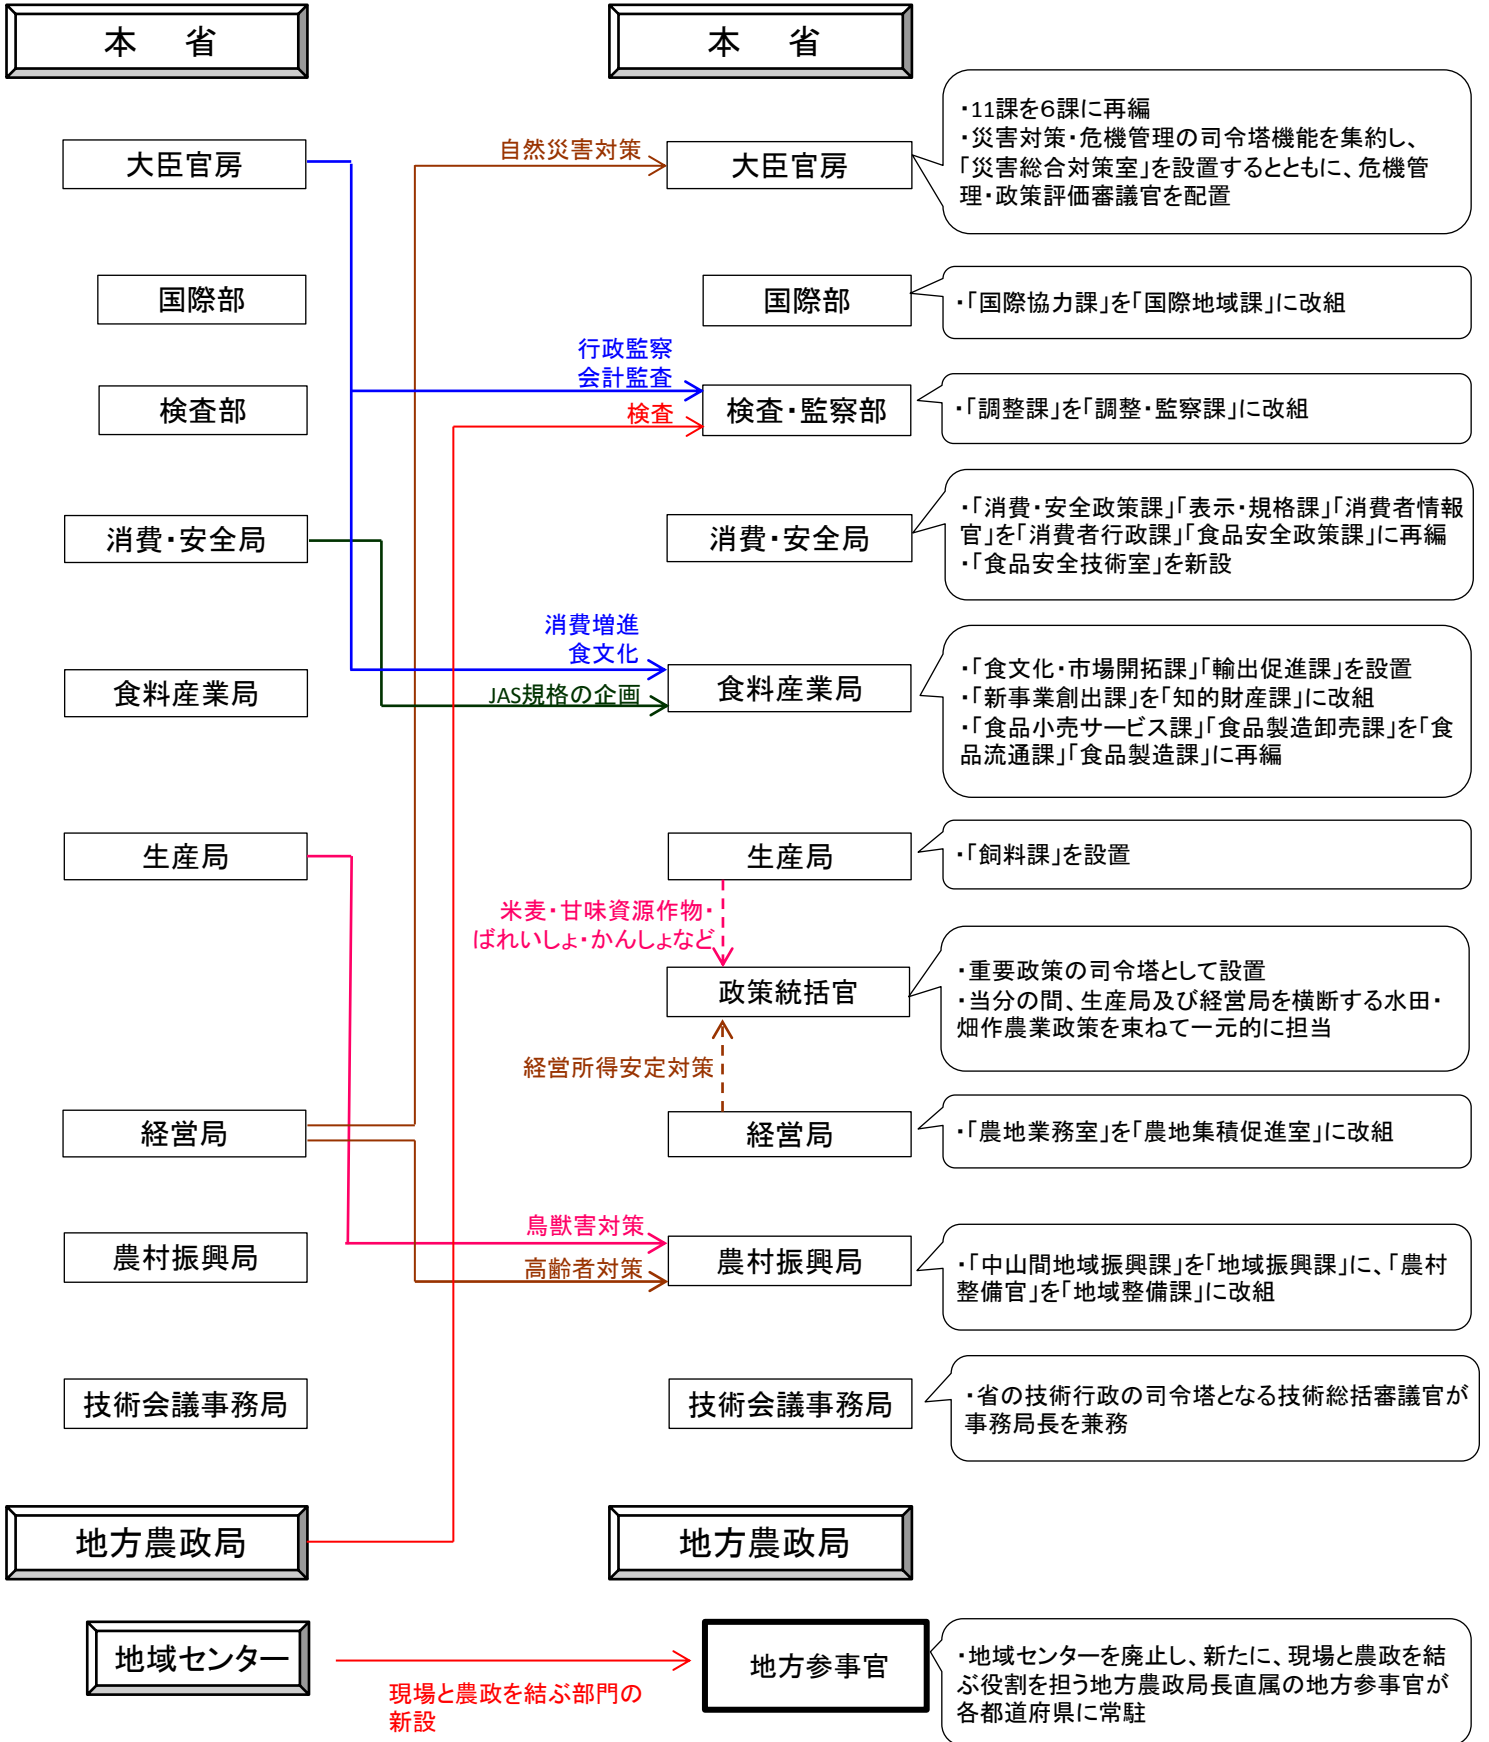 本　省
本　省
大臣官房
自然災害対策
大臣官房
・11課を６課に再編
・災害対策・危機管理の司令塔機能を集約し、
「災害総合対策室」を設置するとともに、危機管
理・政策評価審議官を配置
国際部
国際部
・「国際協力課」を「国際地域課」に改組
行政監察
会計監査
検査部
検査
検査・監察部
・「調整課」を「調整・監察課」に改組
消費・安全局
消費・安全局
・「消費・安全政策課」「表示・規格課」「消費者情報
官」を「消費者行政課」「食品安全政策課」に再編
・「食品安全技術室」を新設
消費増進
食文化
食料産業局
JAS規格の企画
食料産業局
・「食文化・市場開拓課」「輸出促進課」を設置
・「新事業創出課」を「知的財産課」に改組
・「食品小売サービス課」「食品製造卸売課」を「食
品流通課」「食品製造課」に再編
生産局
生産局
・「飼料課」を設置
米麦・甘味資源作物・
ばれいしょ・かんしょなど
政策統括官
・重要政策の司令塔として設置
・当分の間、生産局及び経営局を横断する水田・
畑作農業政策を束ねて一元的に担当
経営所得安定対策
経営局
経営局
・「農地業務室」を「農地集積促進室」に改組
鳥獣害対策
農村振興局
高齢者対策
農村振興局
・「中山間地域振興課」を「地域振興課」に、「農村
整備官」を「地域整備課」に改組
技術会議事務局
技術会議事務局
・省の技術行政の司令塔となる技術総括審議官が
事務局長を兼務
地方農政局
地方農政局
地域センター
現場と農政を結ぶ部門の
新設
地方参事官
・地域センターを廃止し、新たに、現場と農政を結
ぶ役割を担う地方農政局長直属の地方参事官が
各都道府県に常駐